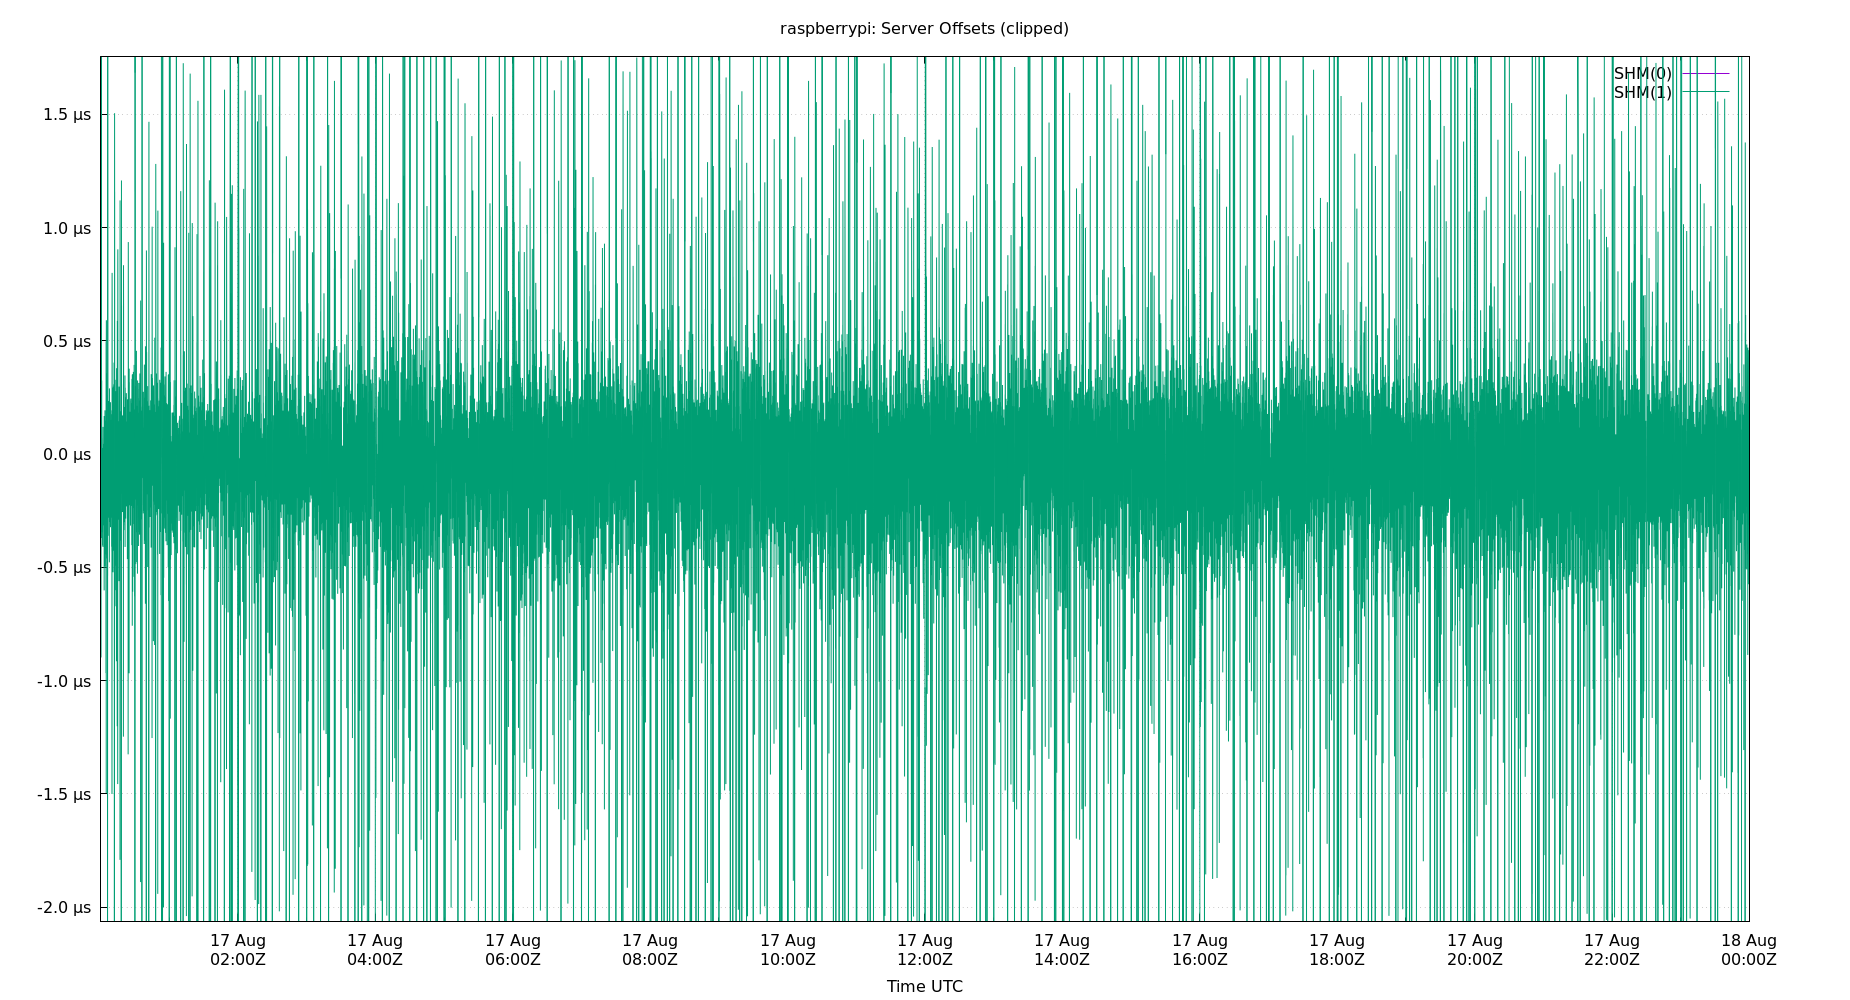 raspberrypi: Server Offsets (clipped)
SHM(0)
SHM(1)
1.5 µs
1.0 µs
0.5 µs
0.0 µs
-0.5 µs
-1.0 µs
-1.5 µs
-2.0 µs
17 Aug 17 Aug 17 Aug 17 Aug 17 Aug 17 Aug 17 Aug 17 Aug 17 Aug 17 Aug 17 Aug 18 Aug
02:00Z 04:00Z 06:00Z 08:00Z 10:00Z 12:00Z 14:00Z 16:00Z 18:00Z 20:00Z 22:00Z 00:00Z
Time UTC